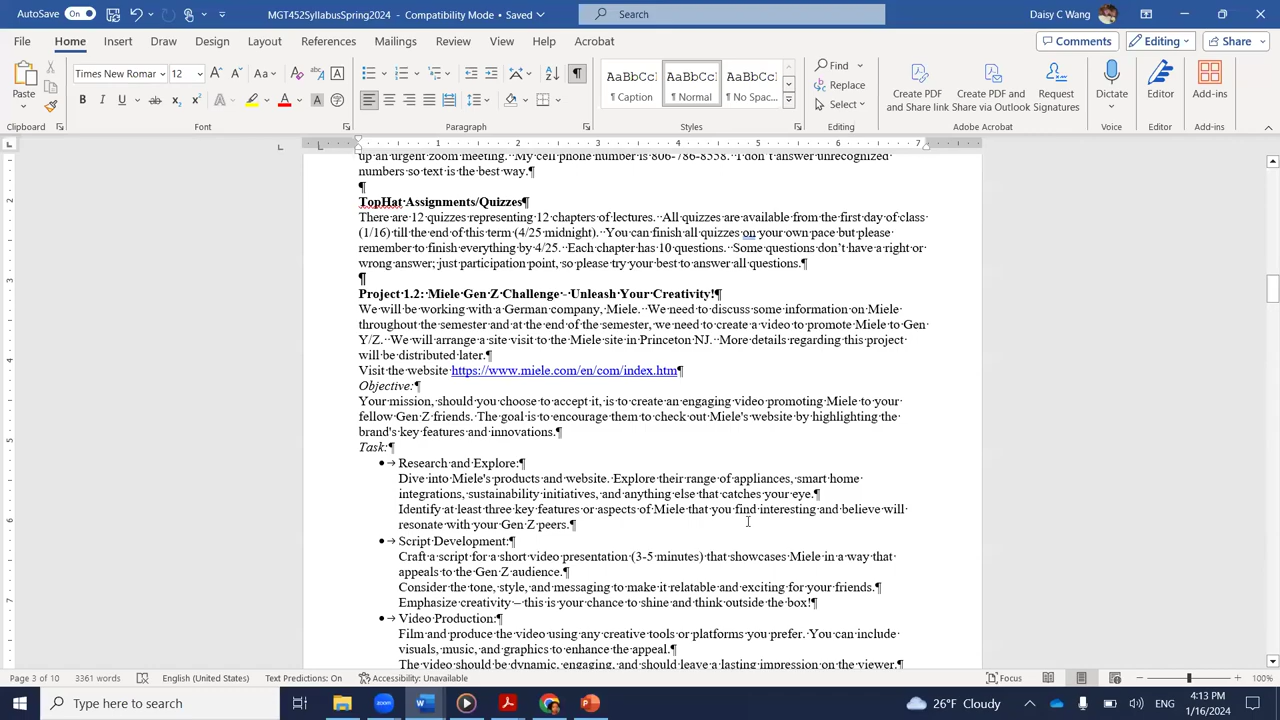 AutoSave On MGT452SyllabusSpring2024 Search Daisy C Wang
File Home Insert Draw Design Layout References Mailings Review View Help Acrobat Comments Editing Share
Paste Times New Roman 12 AaBbCc AaBbCc AaBbCc Find Replace Select
¶ Caption ¶ Normal ¶ No Spac...
Create PDF and Share link Create PDF and Share via Outlook Request Signatures Dictate Editor Add-ins
Clipboard Font Paragraph Styles Editing Adobe Acrobat Voice Editor Add-ins
1 2 3 4 5 6 7
up an urgent zoom meeting. My cell phone number is 806-786-8558. I don't answer unrecognized
numbers so text is the best way.¶
¶
TopHat Assignments/Quizzes¶
There are 12 quizzes representing 12 chapters of lectures. All quizzes are available from the first day of class
(1/16) till the end of this term (4/25 midnight). You can finish all quizzes on your own pace but please
remember to finish everything by 4/25. Each chapter has 10 questions. Some questions don't have a right or
wrong answer; just participation point, so please try your best to answer all questions.¶
¶
Project 1.2: Miele Gen Z Challenge - Unleash Your Creativity!¶
We will be working with a German company, Miele. We need to discuss some information on Miele
throughout the semester and at the end of the semester, we need to create a video to promote Miele to Gen
Y/Z. We will arrange a site visit to the Miele site in Princeton NJ. More details regarding this project
will be distributed later.¶
Visit the website https://www.miele.com/en/com/index.htm¶
Objective:¶
Your mission, should you choose to accept it, is to create an engaging video promoting Miele to your
fellow Gen Z friends. The goal is to encourage them to check out Miele's website by highlighting the
brand's key features and innovations.¶
Task:¶
• → Research and Explore:¶
Dive into Miele's products and website. Explore their range of appliances, smart home
integrations, sustainability initiatives, and anything else that catches your eye.¶
Identify at least three key features or aspects of Miele that you find interesting and believe will
resonate with your Gen Z peers.¶
• → Script Development:¶
Craft a script for a short video presentation (3-5 minutes) that showcases Miele in a way that
appeals to the Gen Z audience.¶
Consider the tone, style, and messaging to make it relatable and exciting for your friends.¶
Emphasize creativity – this is your chance to shine and think outside the box!¶
• → Video Production:¶
Film and produce the video using any creative tools or platforms you prefer. You can include
visuals, music, and graphics to enhance the appeal.¶
The video should be dynamic, engaging, and should leave a lasting impression on the viewer.¶
Page 3 of 10 3361 words English (United States) Text Predictions: On Accessibility: Unavailable Focus 100%
Type here to search zoom 26°F Cloudy ENG 4:13 PM 1/16/2024